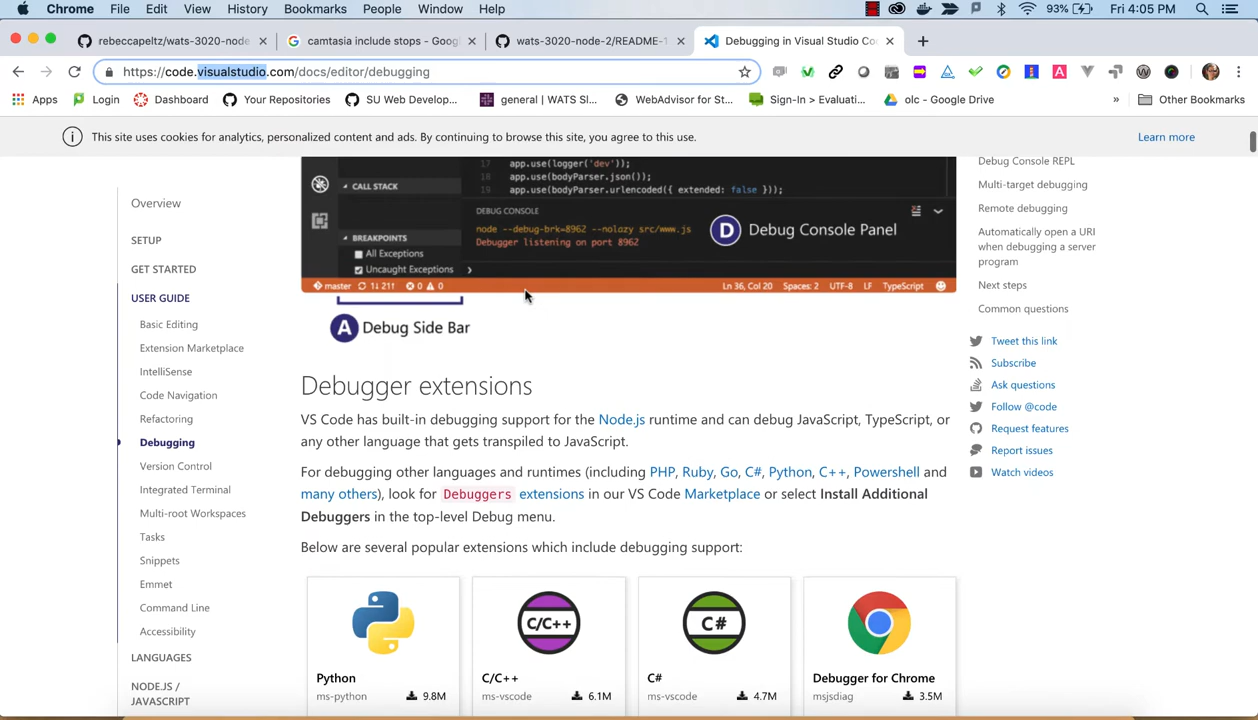 Chrome File Edit View History Bookmarks People Window Help 93% Fri 4:05 PM
rebeccapeltz/wats-3020-node
camtasia include stops - Goog
wats-3020-node-2/README-1
Debugging in Visual Studio Co
https://code.visualstudio.com/docs/editor/debugging
Apps Login Dashboard Your Repositories SU Web Develop... general | WATS Sl... WebAdvisor for St... Sign-In > Evaluati... olc - Google Drive » Other Bookmarks
This site uses cookies for analytics, personalized content and ads. By continuing to browse this site, you agree to this use. Learn more
Overview
SETUP
GET STARTED
USER GUIDE
Basic Editing
Extension Marketplace
IntelliSense
Code Navigation
Refactoring
Debugging
Version Control
Integrated Terminal
Multi-root Workspaces
Tasks
Snippets
Emmet
Command Line
Accessibility
LANGUAGES
NODE.JS /
JAVASCRIPT
17 app.use(logger('dev'));
18 app.use(bodyParser.json());
19 app.use(bodyParser.urlencoded({ extended: false }));
CALL STACK
BREAKPOINTS
All Exceptions
Uncaught Exceptions
DEBUG CONSOLE
node --debug-brk=8962 --nolazy src/www.js
Debugger listening on port 8962
D Debug Console Panel
master 21↑ 0 0 Ln 36, Col 20 Spaces: 2 UTF-8 LF TypeScript
A Debug Side Bar
Debugger extensions
VS Code has built-in debugging support for the Node.js runtime and can debug JavaScript, TypeScript, or
any other language that gets transpiled to JavaScript.
For debugging other languages and runtimes (including PHP, Ruby, Go, C#, Python, C++, Powershell and
many others), look for Debuggers extensions in our VS Code Marketplace or select Install Additional
Debuggers in the top-level Debug menu.
Below are several popular extensions which include debugging support:
Python
ms-python 9.8M
C/C++
C/C++
ms-vscode 6.1M
C#
C#
ms-vscode 4.7M
Debugger for Chrome
msjsdiag 3.5M
Debug Console REPL
Multi-target debugging
Remote debugging
Automatically open a URI
when debugging a server
program
Next steps
Common questions
Tweet this link
Subscribe
Ask questions
Follow @code
Request features
Report issues
Watch videos